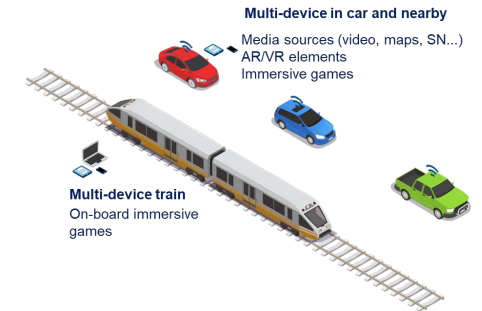 Multi-device in car and nearby
Media sources (video, maps, SN...)
AR/VR elements
Immersive games
Multi-device train
On-board immersive
games